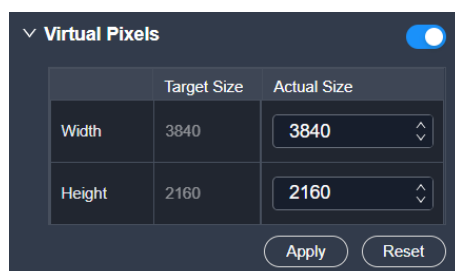 Virtual Pixels
Target Size Actual Size
Width 3840 3840
Height 2160 2160
Apply Reset